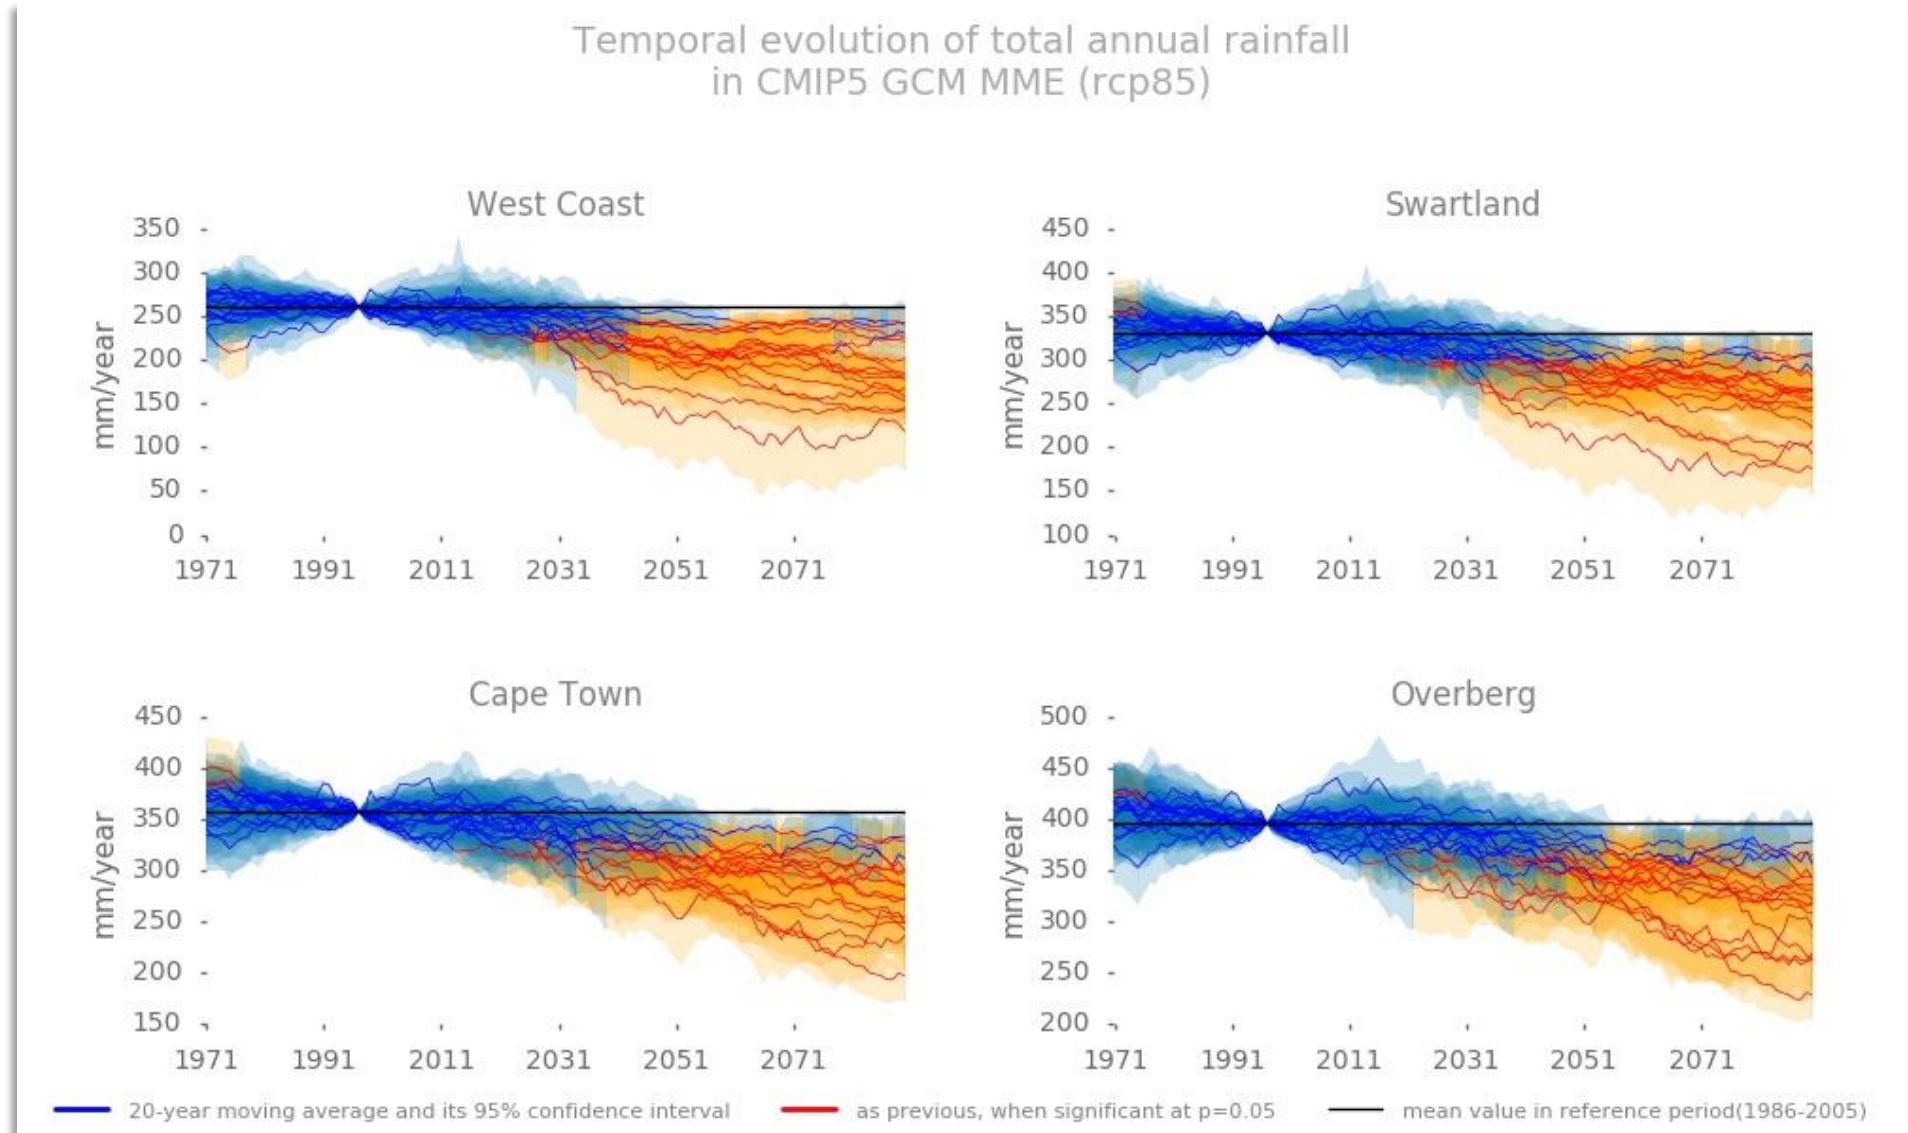 Temporal evolution of total annual rainfall
in CMIP5 GCM MME (rcp85)
West Coast
350
300
250
200
150
100
50
0
mm/year
1971 1991 2011 2031 2051 2071
Swartland
450
400
350
300
250
200
150
100
mm/year
1971 1991 2011 2031 2051 2071
Cape Town
450
400
350
300
250
200
150
mm/year
1971 1991 2011 2031 2051 2071
Overberg
500
450
400
350
300
250
200
mm/year
1971 1991 2011 2031 2051 2071
20-year moving average and its 95% confidence interval
as previous, when significant at p=0.05
mean value in reference period(1986-2005)